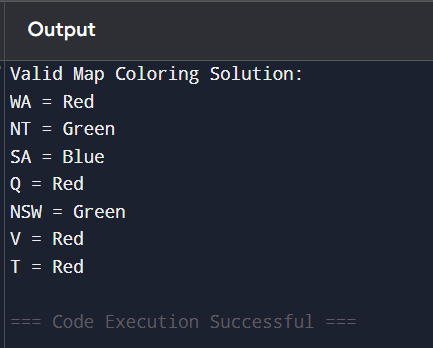 Output
Valid Map Coloring Solution:
WA = Red
NT = Green
SA = Blue
Q = Red
NSW = Green
V = Red
T = Red
=== Code Execution Successful ===